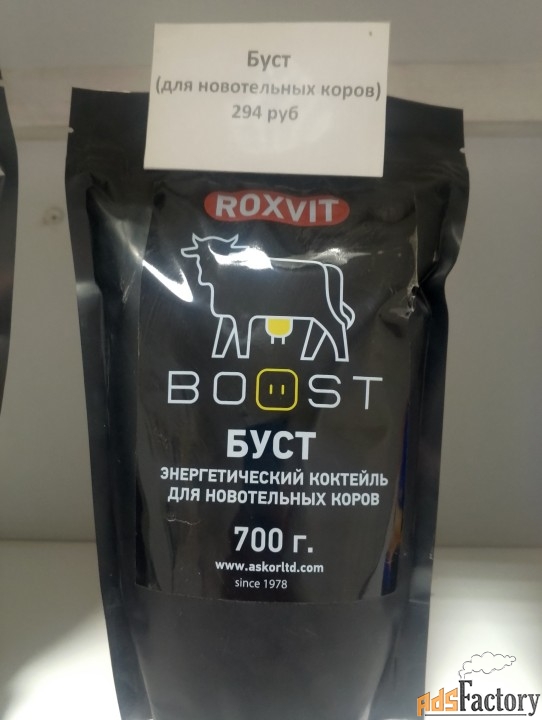 Буст
(для новотельных коров)
294 руб
ROXVIT
BOOST
БУСТ
ЭНЕРГЕТИЧЕСКИЙ КОКТЕЙЛЬ
ДЛЯ НОВОТЕЛЬНЫХ КОРОВ
700 г.
www.askorltd.com
since 1978
AdsFactory